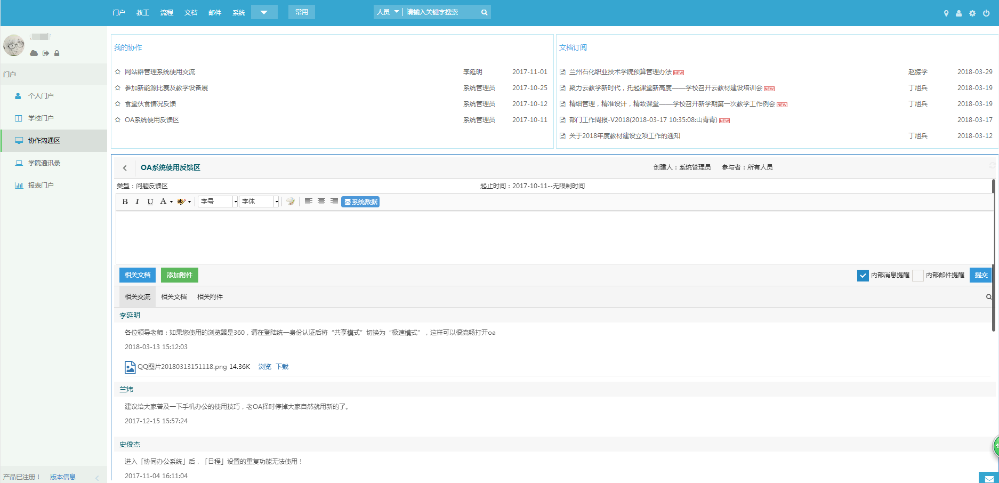 门户 教工 流程 文档 邮件 系统 常用 人员 请输入关键字搜索
门户
个人门户
学校门户
协作沟通区
学院通讯录
报表门户
产品已注册！ 版本信息
我的协作
网站群管理系统使用交流 李延明 2017-11-01
参加新能源比赛及教学设备展 系统管理员 2017-10-25
食堂伙食情况反馈 系统管理员 2017-10-12
OA系统使用反馈区 系统管理员 2017-10-11
文档订阅
兰州石化职业技术学院预算管理办法 NEW 赵振学 2018-03-29
聚力云教学新时代，托起课堂新高度——学校召开云教材建设培训会 NEW 丁旭兵 2018-03-19
精细管理，精准设计，精致课堂——学校召开新学期第一次教学工作例会 NEW 丁旭兵 2018-03-19
部门工作周报-V2018(2018-03-17 10:35:08:山青青) NEW 2018-03-17
关于2018年度教材建设立项工作的通知 丁旭兵 2018-03-12
OA系统使用反馈区 创建人：系统管理员 参与者：所有人员
类型：问题反馈区 起止时间：2017-10-11--无限制时间
B I U A ab 字号 字体 系统数据
相关文档 添加附件 内部消息提醒 内部邮件提醒 提交
相关交流 相关文档 相关附件
李延明
各位领导老师：如果您使用的浏览器是360，请在登陆统一身份认证后将“共享模式”切换为“极速模式”，这样可以很流畅打开oa
2018-03-13 15:12:03
QQ图片20180313151118.png 14.36K 浏览 下载
兰炜
建议给大家普及一下手机办公的使用技巧，老OA择时停掉大家自然就用新的了。
2017-12-15 15:57:24
史俊杰
进入「协同办公系统」后，「日程」设置的重复功能无法使用！
2017-11-04 16:11:04